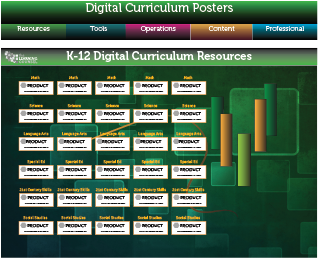 Digital Curriculum Posters
Resources Tools Operations Content Professional
K-12 Digital Curriculum Resources
Math Math Math Math Math
PRODUCT PRODUCT PRODUCT PRODUCT PRODUCT
Science Science Science Science Science
PRODUCT PRODUCT PRODUCT PRODUCT PRODUCT
Language Arts Language Arts Language Arts Language Arts Language Arts
PRODUCT PRODUCT PRODUCT PRODUCT PRODUCT
Special Ed Special Ed Special Ed Special Ed Special Ed
PRODUCT PRODUCT PRODUCT PRODUCT PRODUCT
21st Century Skills 21st Century Skills 21st Century Skills 21st Century Skills 21st Century Skills
PRODUCT PRODUCT PRODUCT PRODUCT PRODUCT
Social Studies Social Studies Social Studies Social Studies Social Studies
PRODUCT PRODUCT PRODUCT PRODUCT PRODUCT